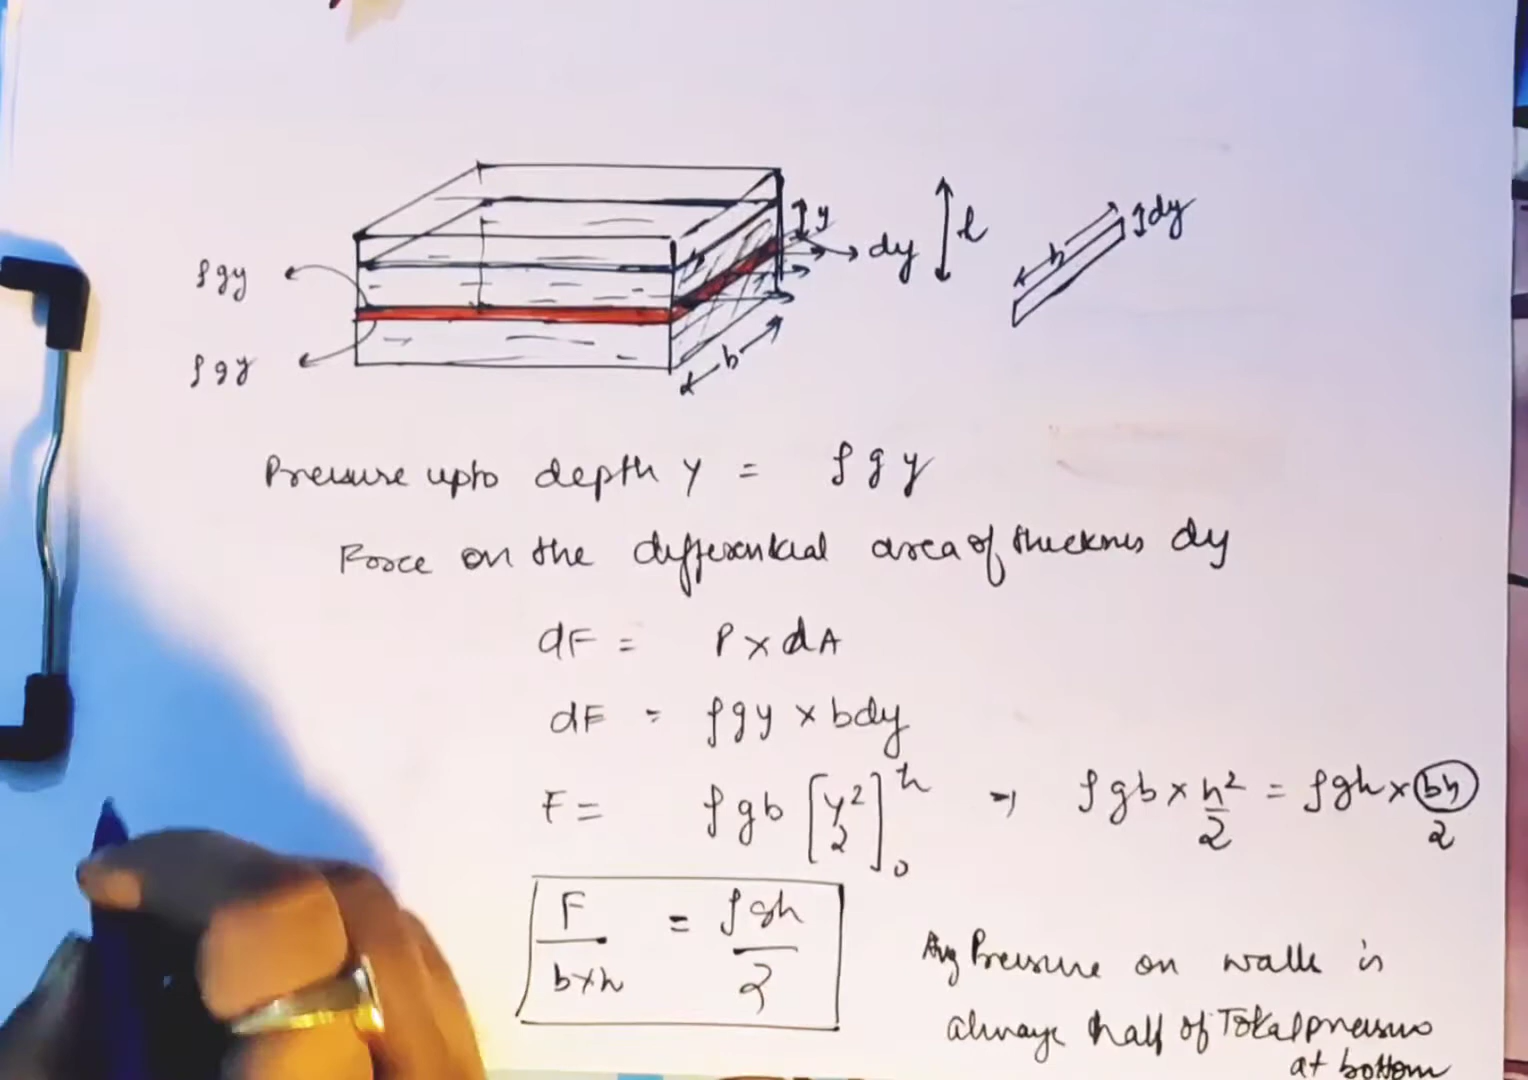 y
dy
l
b
dy
ρgy
ρgy
b
Pressure upto depth y = ρgy
Force on the differential area of thickness dy
dF = P × dA
dF = ρgy × bdy
F = ρgb [y²/2]₀ʰ ⇒ ρgb × h²/2 = ρgh × bh/2
F/b×h = ρgh/2
Avg Pressure on walls is
always half of Total pressure
at bottom